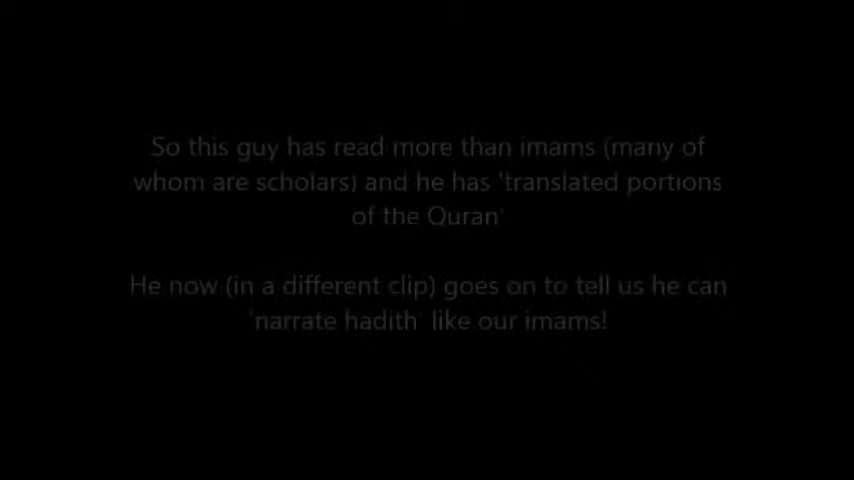 So this guy has read more than imams (many of
whom are scholars) and he has 'translated portions
of the Quran'
He now (in a different clip) goes on to tell us he can
'narrate hadith' like our imams!